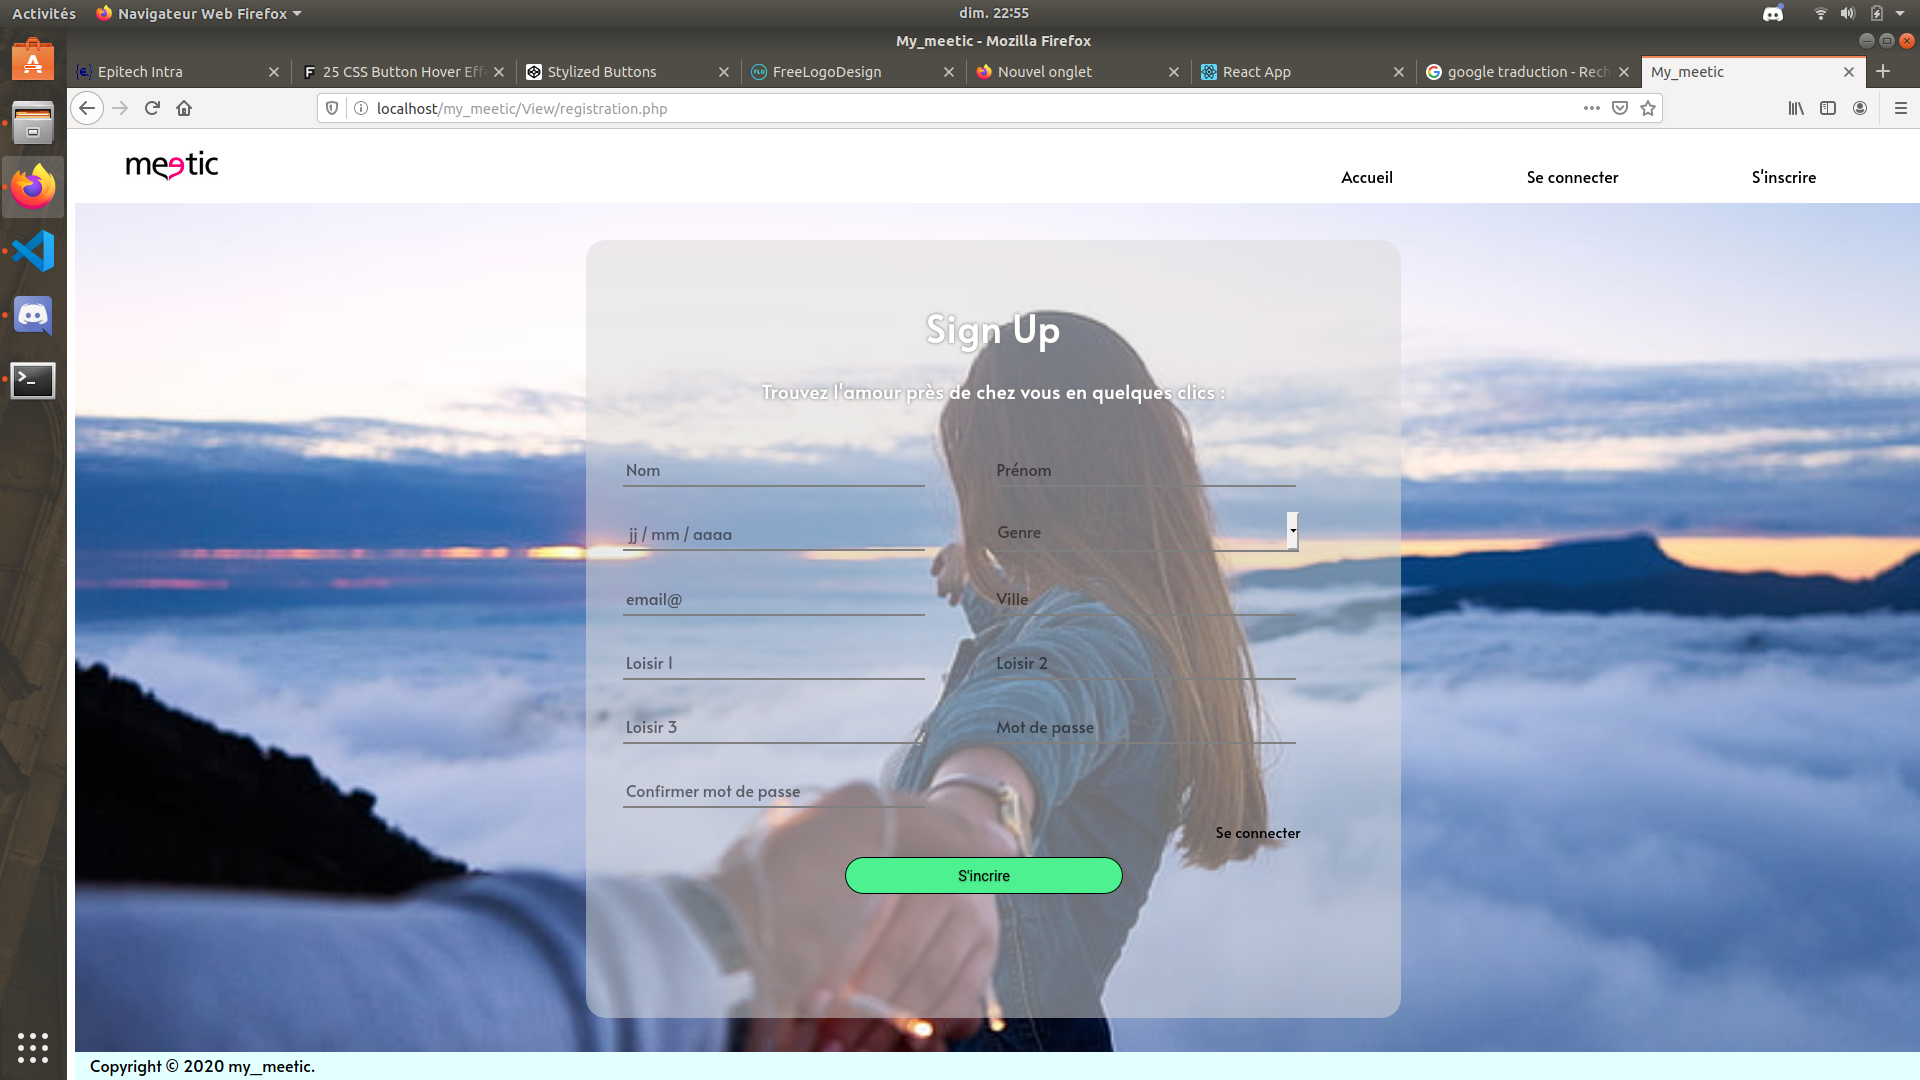 Activités Navigateur Web Firefox dim. 22:55
My_meetic - Mozilla Firefox
Epitech Intra 25 CSS Button Hover Eff Stylized Buttons FreeLogoDesign Nouvel onglet React App google traduction - Rech My_meetic
localhost/my_meetic/View/registration.php
meetic
Accueil Se connecter S'inscrire
Sign Up
Trouvez l'amour près de chez vous en quelques clics :
Nom Prénom
jj / mm / aaaa Genre
email@ Ville
Loisir 1 Loisir 2
Loisir 3 Mot de passe
Confirmer mot de passe
Se connecter
S'incrire
Copyright © 2020 my_meetic.